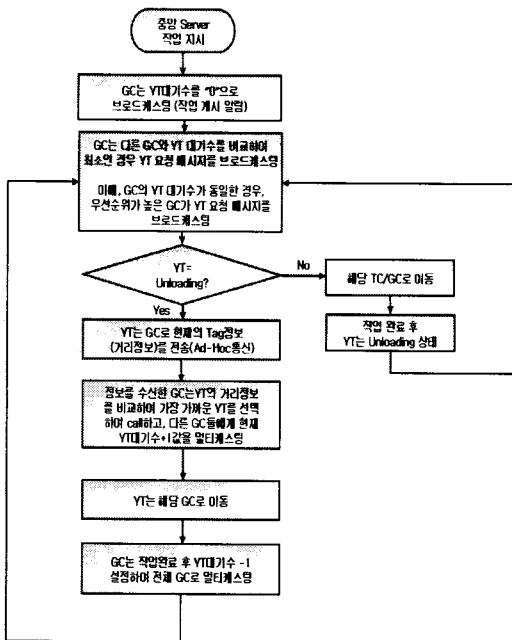 중앙 Server
작업 지시
GC는 YT대기수를 "0"으로
브로드케스팅 (작업 게시 알림)
GC는 다른 GC와 YT 대기수를 비교하여
최소인 경우 YT 요청 메시지를 브로드케스팅
이때, GC의 YT 대기수가 동일한 경우,
우선순위가 높은 GC가 YT 요청 메시지를
브로드케스팅
YT=
Unloading?
No
Yes
해당 TC/GC로 이동
작업 완료 후
YT는 Unloading 상태
YT는 GC로 현재의 Tag정보
(거리정보)를 전송(Ad-Hoc통신)
정보를 수신한 GC는YT의 거리정보
를 비교하여 가장 가까운 YT를 선택
하여 call하고, 다른 GC들에게 현재
YT대기수+1값을 멀티케스팅
YT는 해당 GC로 이동
GC는 작업완료 후 YT대기수 -1
설정하여 전체 GC로 멀티케스팅